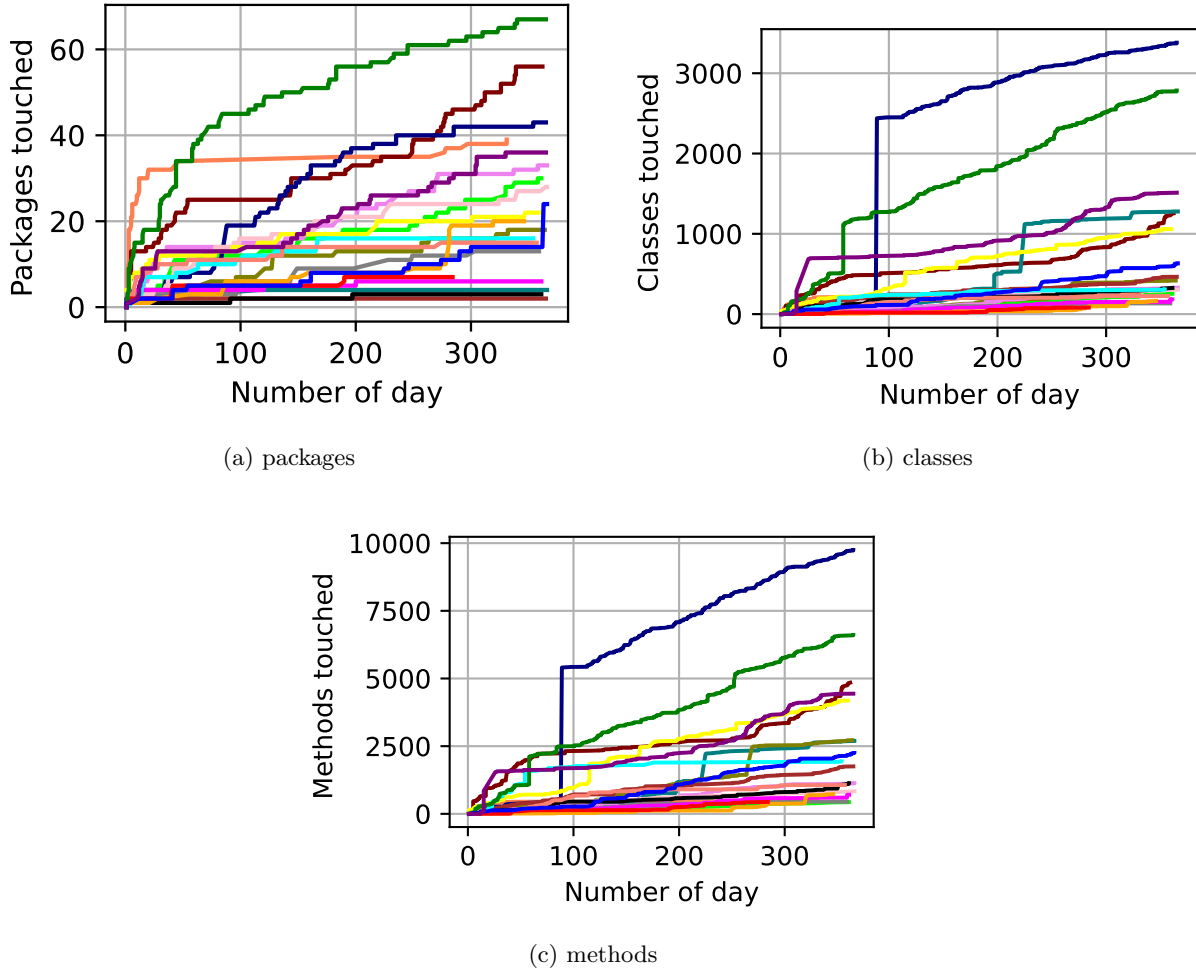 Packages touched
60
40
20
0
0 100 200 300
Number of day
(a) packages
Classes touched
3000
2000
1000
0
0 100 200 300
Number of day
(b) classes
Methods touched
10000
7500
5000
2500
0
0 100 200 300
Number of day
(c) methods